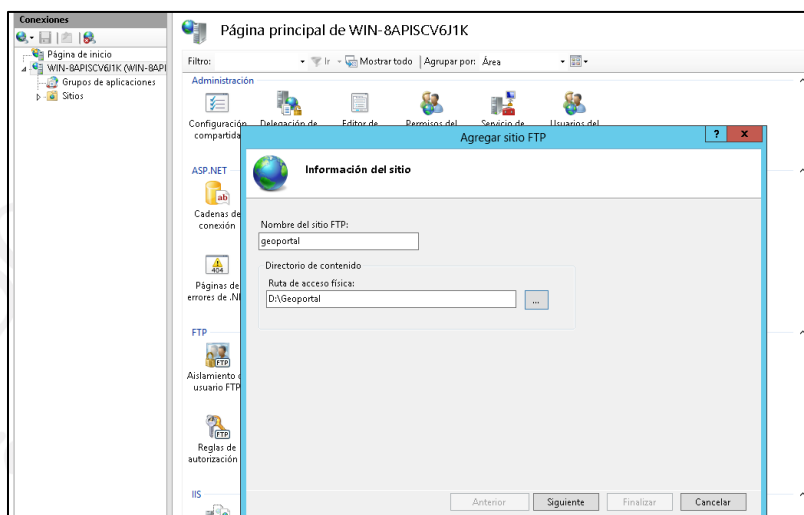 Conexiones
Página de inicio
WIN-8APISCV6J1K (WIN-8API
Grupos de aplicaciones
Sitios
Página principal de WIN-8APISCV6J1K
Filtro:
Ir
Mostrar todo
Agrupar por: Área
Administración
Configuración compartida
Delegación de
Editor de
Permisos del
Servicio de
Usuarios del
ASP.NET
ab
Cadenas de
conexión
404
Páginas de
errores de .NE
FTP
FTP
Aislamiento
usuario FTP
FTP
Reglas de
autorización
IIS
Agregar sitio FTP
?
x
Información del sitio
Nombre del sitio FTP:
geoportal
Directorio de contenido
Ruta de acceso física:
D:\Geoportal
...
Anterior
Siguiente
Finalizar
Cancelar